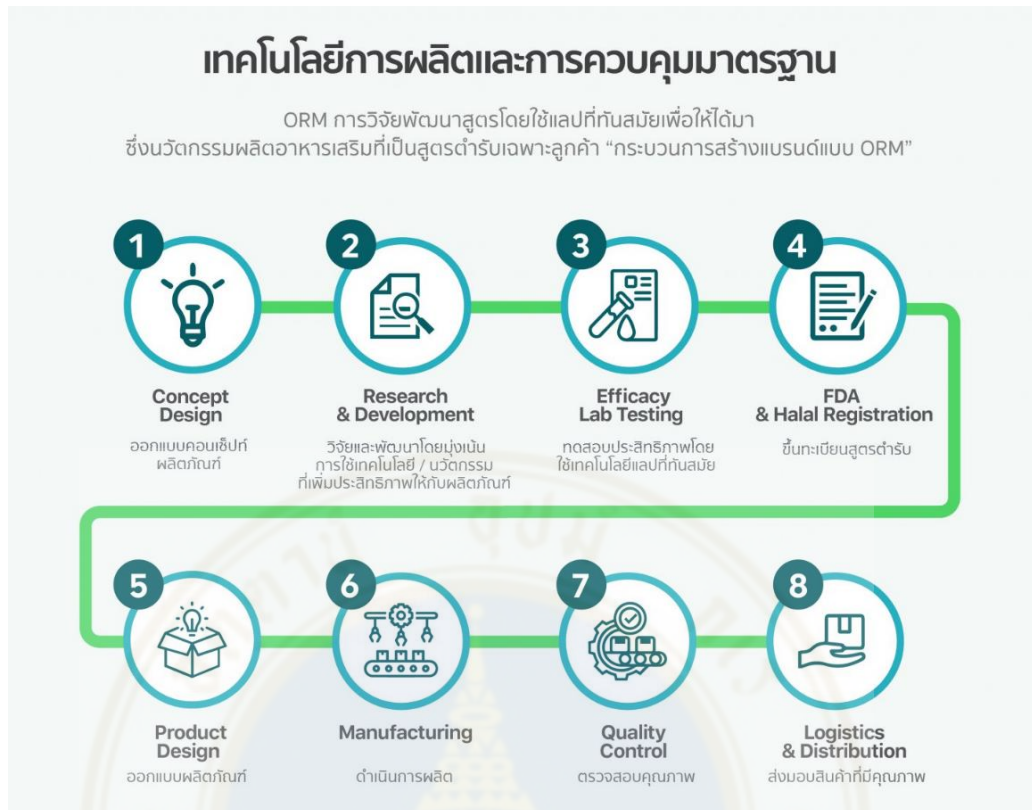 เทคโนโลยีการผลิตและการควบคุมมาตรฐาน
ORM การวิจัยพัฒนาสูตรโดยใช้แลปที่ทันสมัยเพื่อให้ได้มา
ซึ่งนวัตกรรมผลิตอาหารเสริมที่เป็นสูตรตำรับเฉพาะลูกค้า “กระบวนการสร้างแบรนด์แบบ ORM”
1
Concept
Design
ออกแบบคอนเซ็ปท์
ผลิตภัณฑ์
2
Research
& Development
วิจัยและพัฒนาโดยมุ่งเน้น
การใช้เทคโนโลยี / นวัตกรรม
ที่เพิ่มประสิทธิภาพให้กับผลิตภัณฑ์
3
Efficacy
Lab Testing
ทดสอบประสิทธิภาพโดย
ใช้เทคโนโลยีแลปที่ทันสมัย
4
FDA
& Halal Registration
ขึ้นทะเบียนสูตรตำรับ
5
Product
Design
ออกแบบผลิตภัณฑ์
6
Manufacturing
ดำเนินการผลิต
7
Quality
Control
ตรวจสอบคุณภาพ
8
Logistics
& Distribution
ส่งมอบสินค้าที่มีคุณภาพ